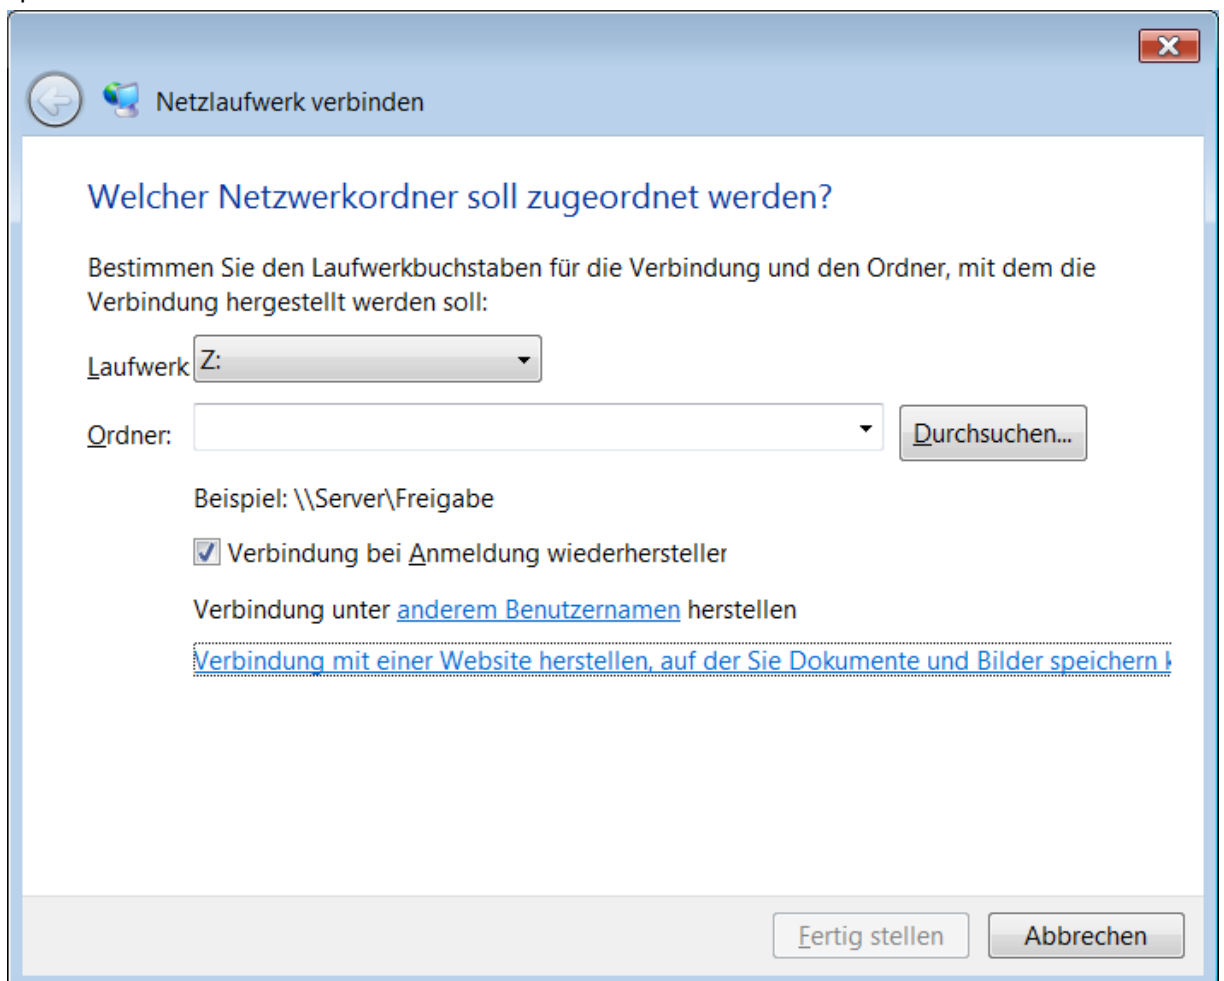 Netzlaufwerk verbinden
Welcher Netzwerkordner soll zugeordnet werden?
Bestimmen Sie den Laufwerkbuchstaben für die Verbindung und den Ordner, mit dem die
Verbindung hergestellt werden soll:
Laufwerk Z:
Ordner: Durchsuchen...
Beispiel: \\Server\Freigabe
Verbindung bei Anmeldung wiederhersteller
Verbindung unter anderem Benutzernamen herstellen
Verbindung mit einer Website herstellen, auf der Sie Dokumente und Bilder speichern
Fertig stellen Abbrechen